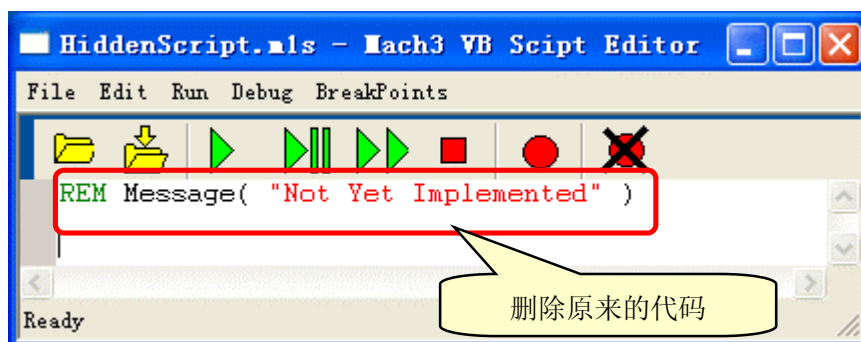 HiddenScript.m1s - Mach3 VB Scipt Editor
File Edit Run Debug BreakPoints
REM Message( "Not Yet Implemented" )
删除原来的代码
Ready